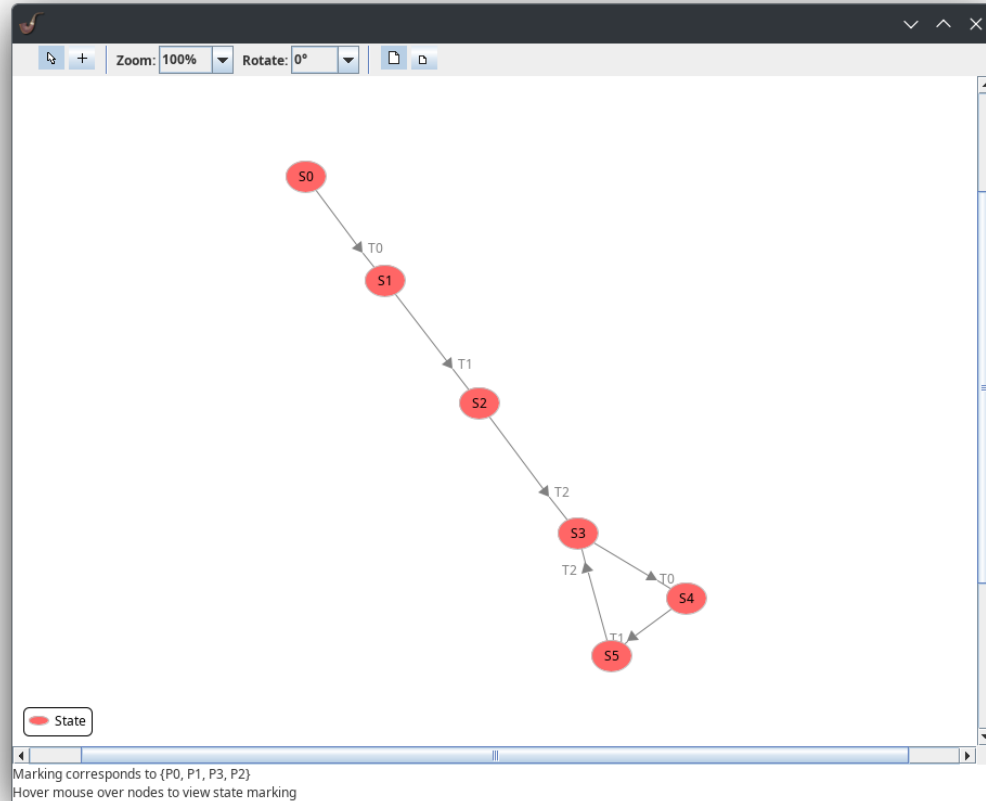 Zoom: 100% Rotate: 0°
S0
T0
S1
T1
S2
T2
S3
T2
T0
S4
T1
S5
State
Marking corresponds to {P0, P1, P3, P2}
Hover mouse over nodes to view state marking